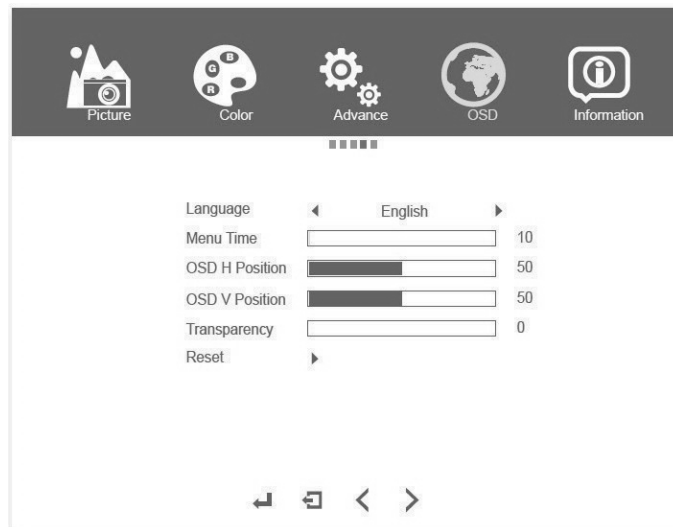 B
G
R
Picture Color Advance OSD Information
Language English
Menu Time 10
OSD H Position 50
OSD V Position 50
Transparency 0
Reset